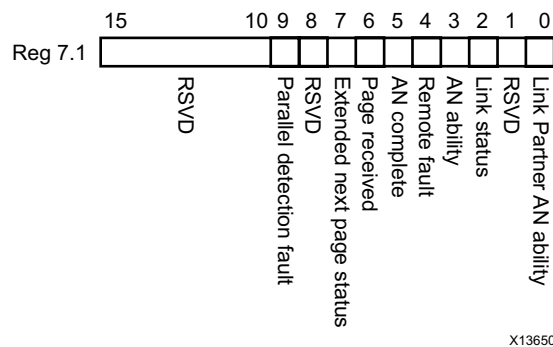 15 10 9 8 7 6 5 4 3 2 1 0
Reg 7.1
RSVD
Parallel detection fault
RSVD
Extended next page status
Page received
AN complete
Remote fault
AN ability
Link status
RSVD
Link Partner AN ability
X13650